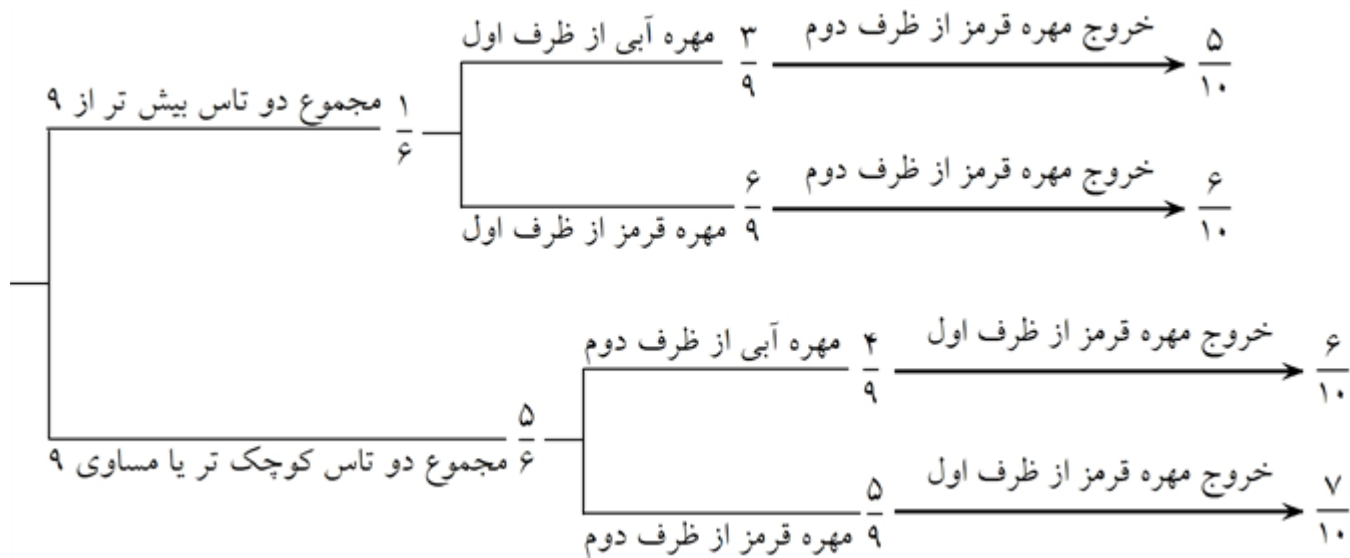 مهره آبی از ظرف اول ۳/۹ خروج مهره قرمز از ظرف دوم ۵/۱۰
مجموع دو تاس بیش تر از ۹ ۱/۶
مهره قرمز از ظرف اول ۶/۹ خروج مهره قرمز از ظرف دوم ۶/۱۰
مهره آبی از ظرف دوم ۴/۹ خروج مهره قرمز از ظرف اول ۶/۱۰
مجموع دو تاس کوچک تر یا مساوی ۹ ۵/۶
مهره قرمز از ظرف دوم ۵/۹ خروج مهره قرمز از ظرف اول ۷/۱۰